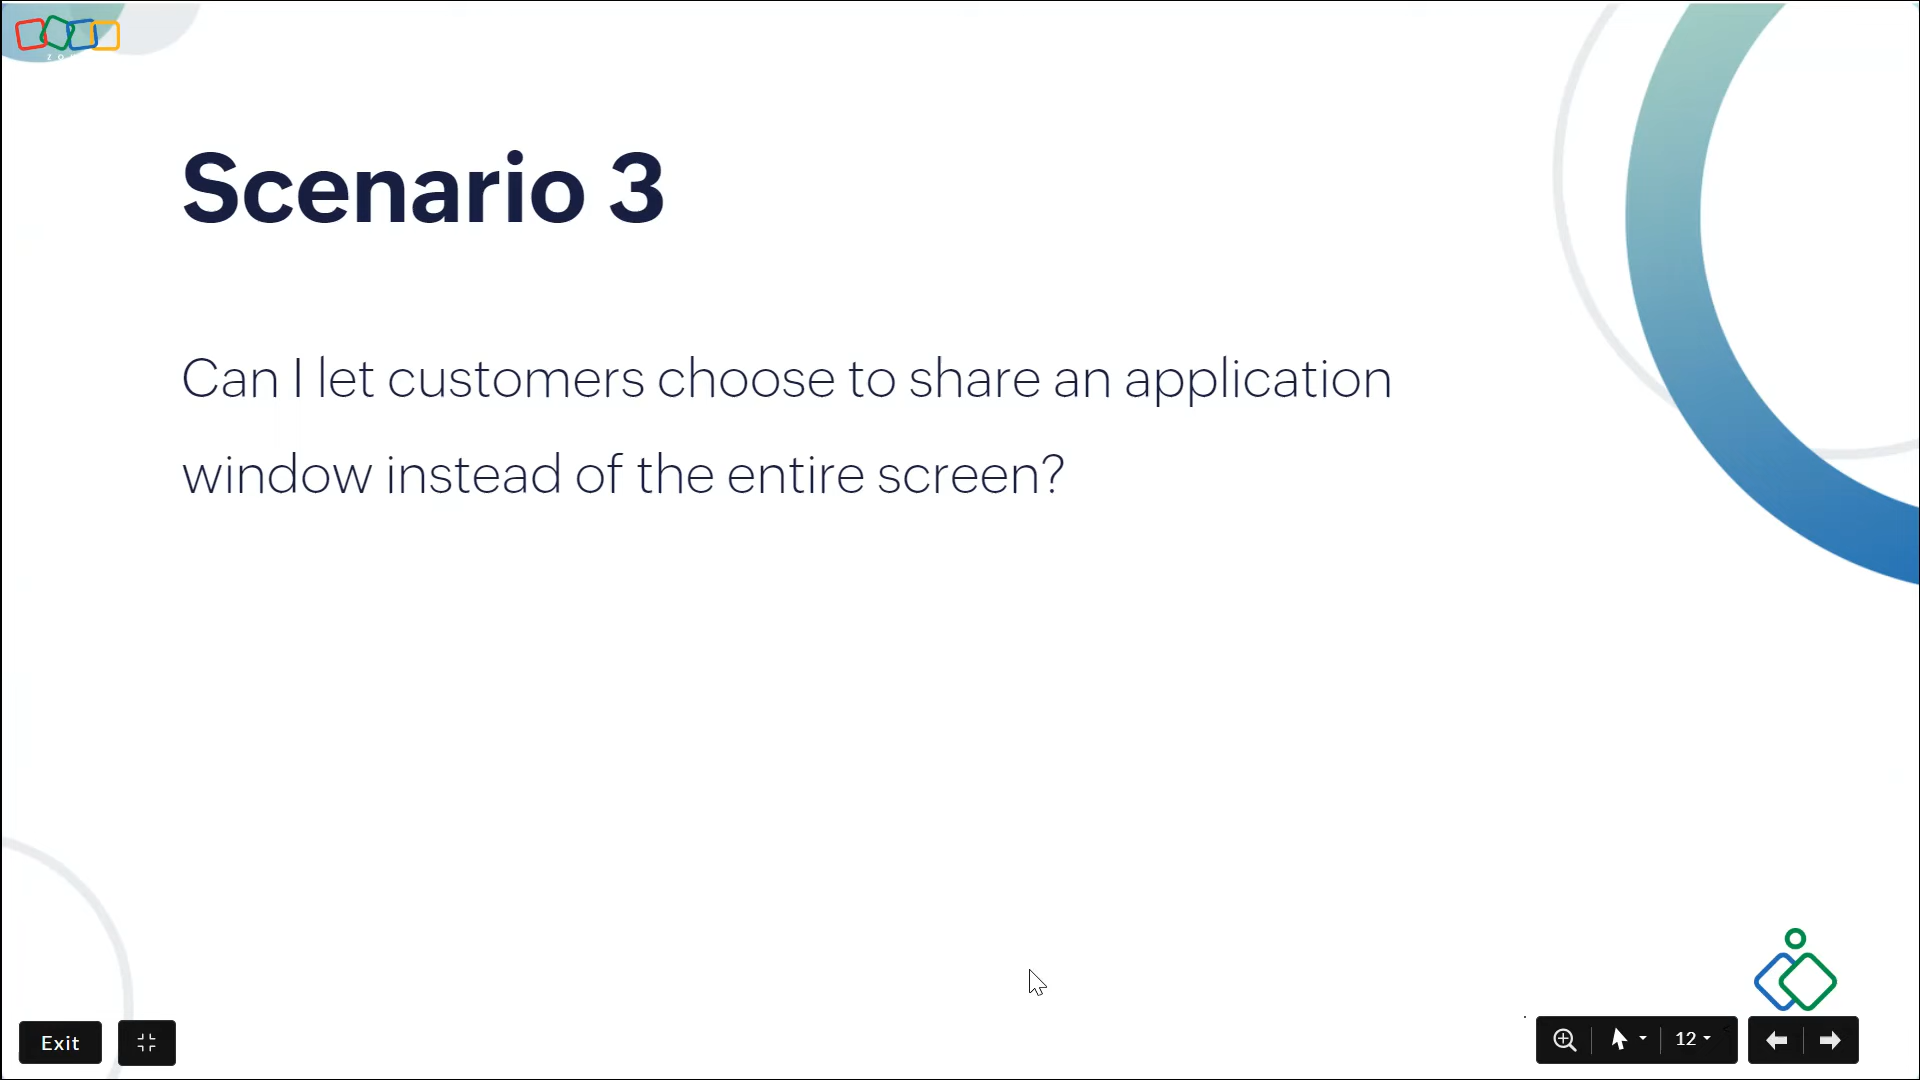 Scenario 3
Can I let customers choose to share an application
window instead of the entire screen?
Exit
12